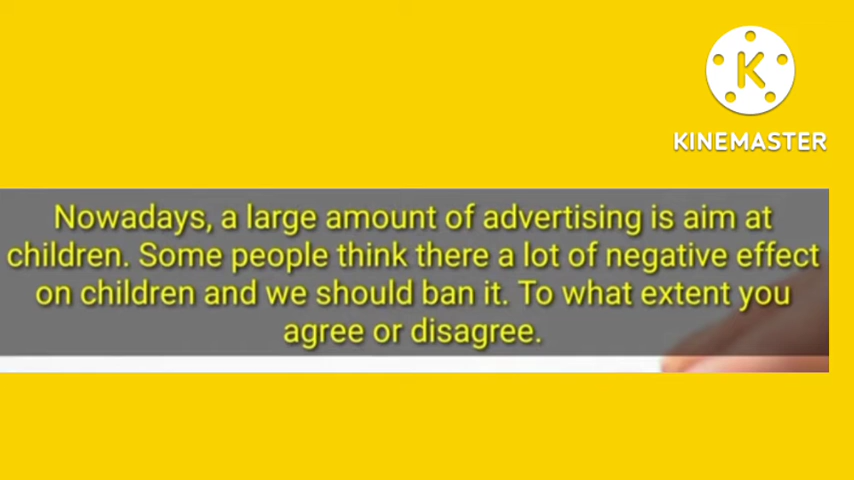 K
KINEMASTER
Nowadays, a large amount of advertising is aim at
children. Some people think there a lot of negative effect
on children and we should ban it. To what extent you
agree or disagree.